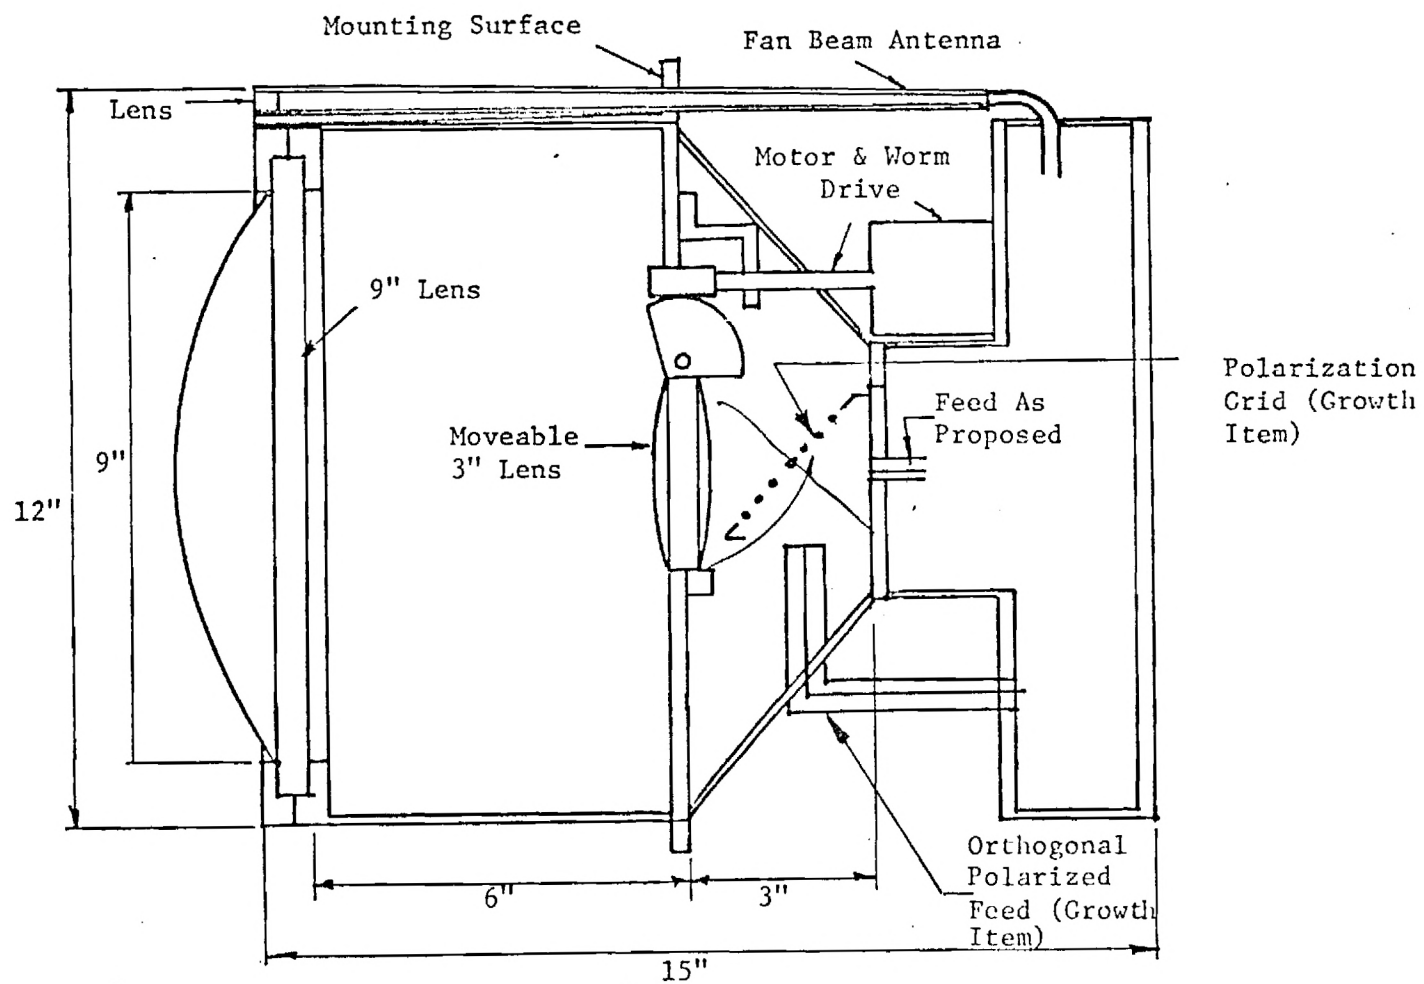 Mounting Surface
Fan Beam Antenna
Lens
Motor & Worm
Drive
9" Lens
Polarization
Grid (Growth
Item)
Feed As
Proposed
Moveable
3" Lens
9"
12"
Orthogonal
Polarized
Feed (Growth
Item)
6"
3"
15"